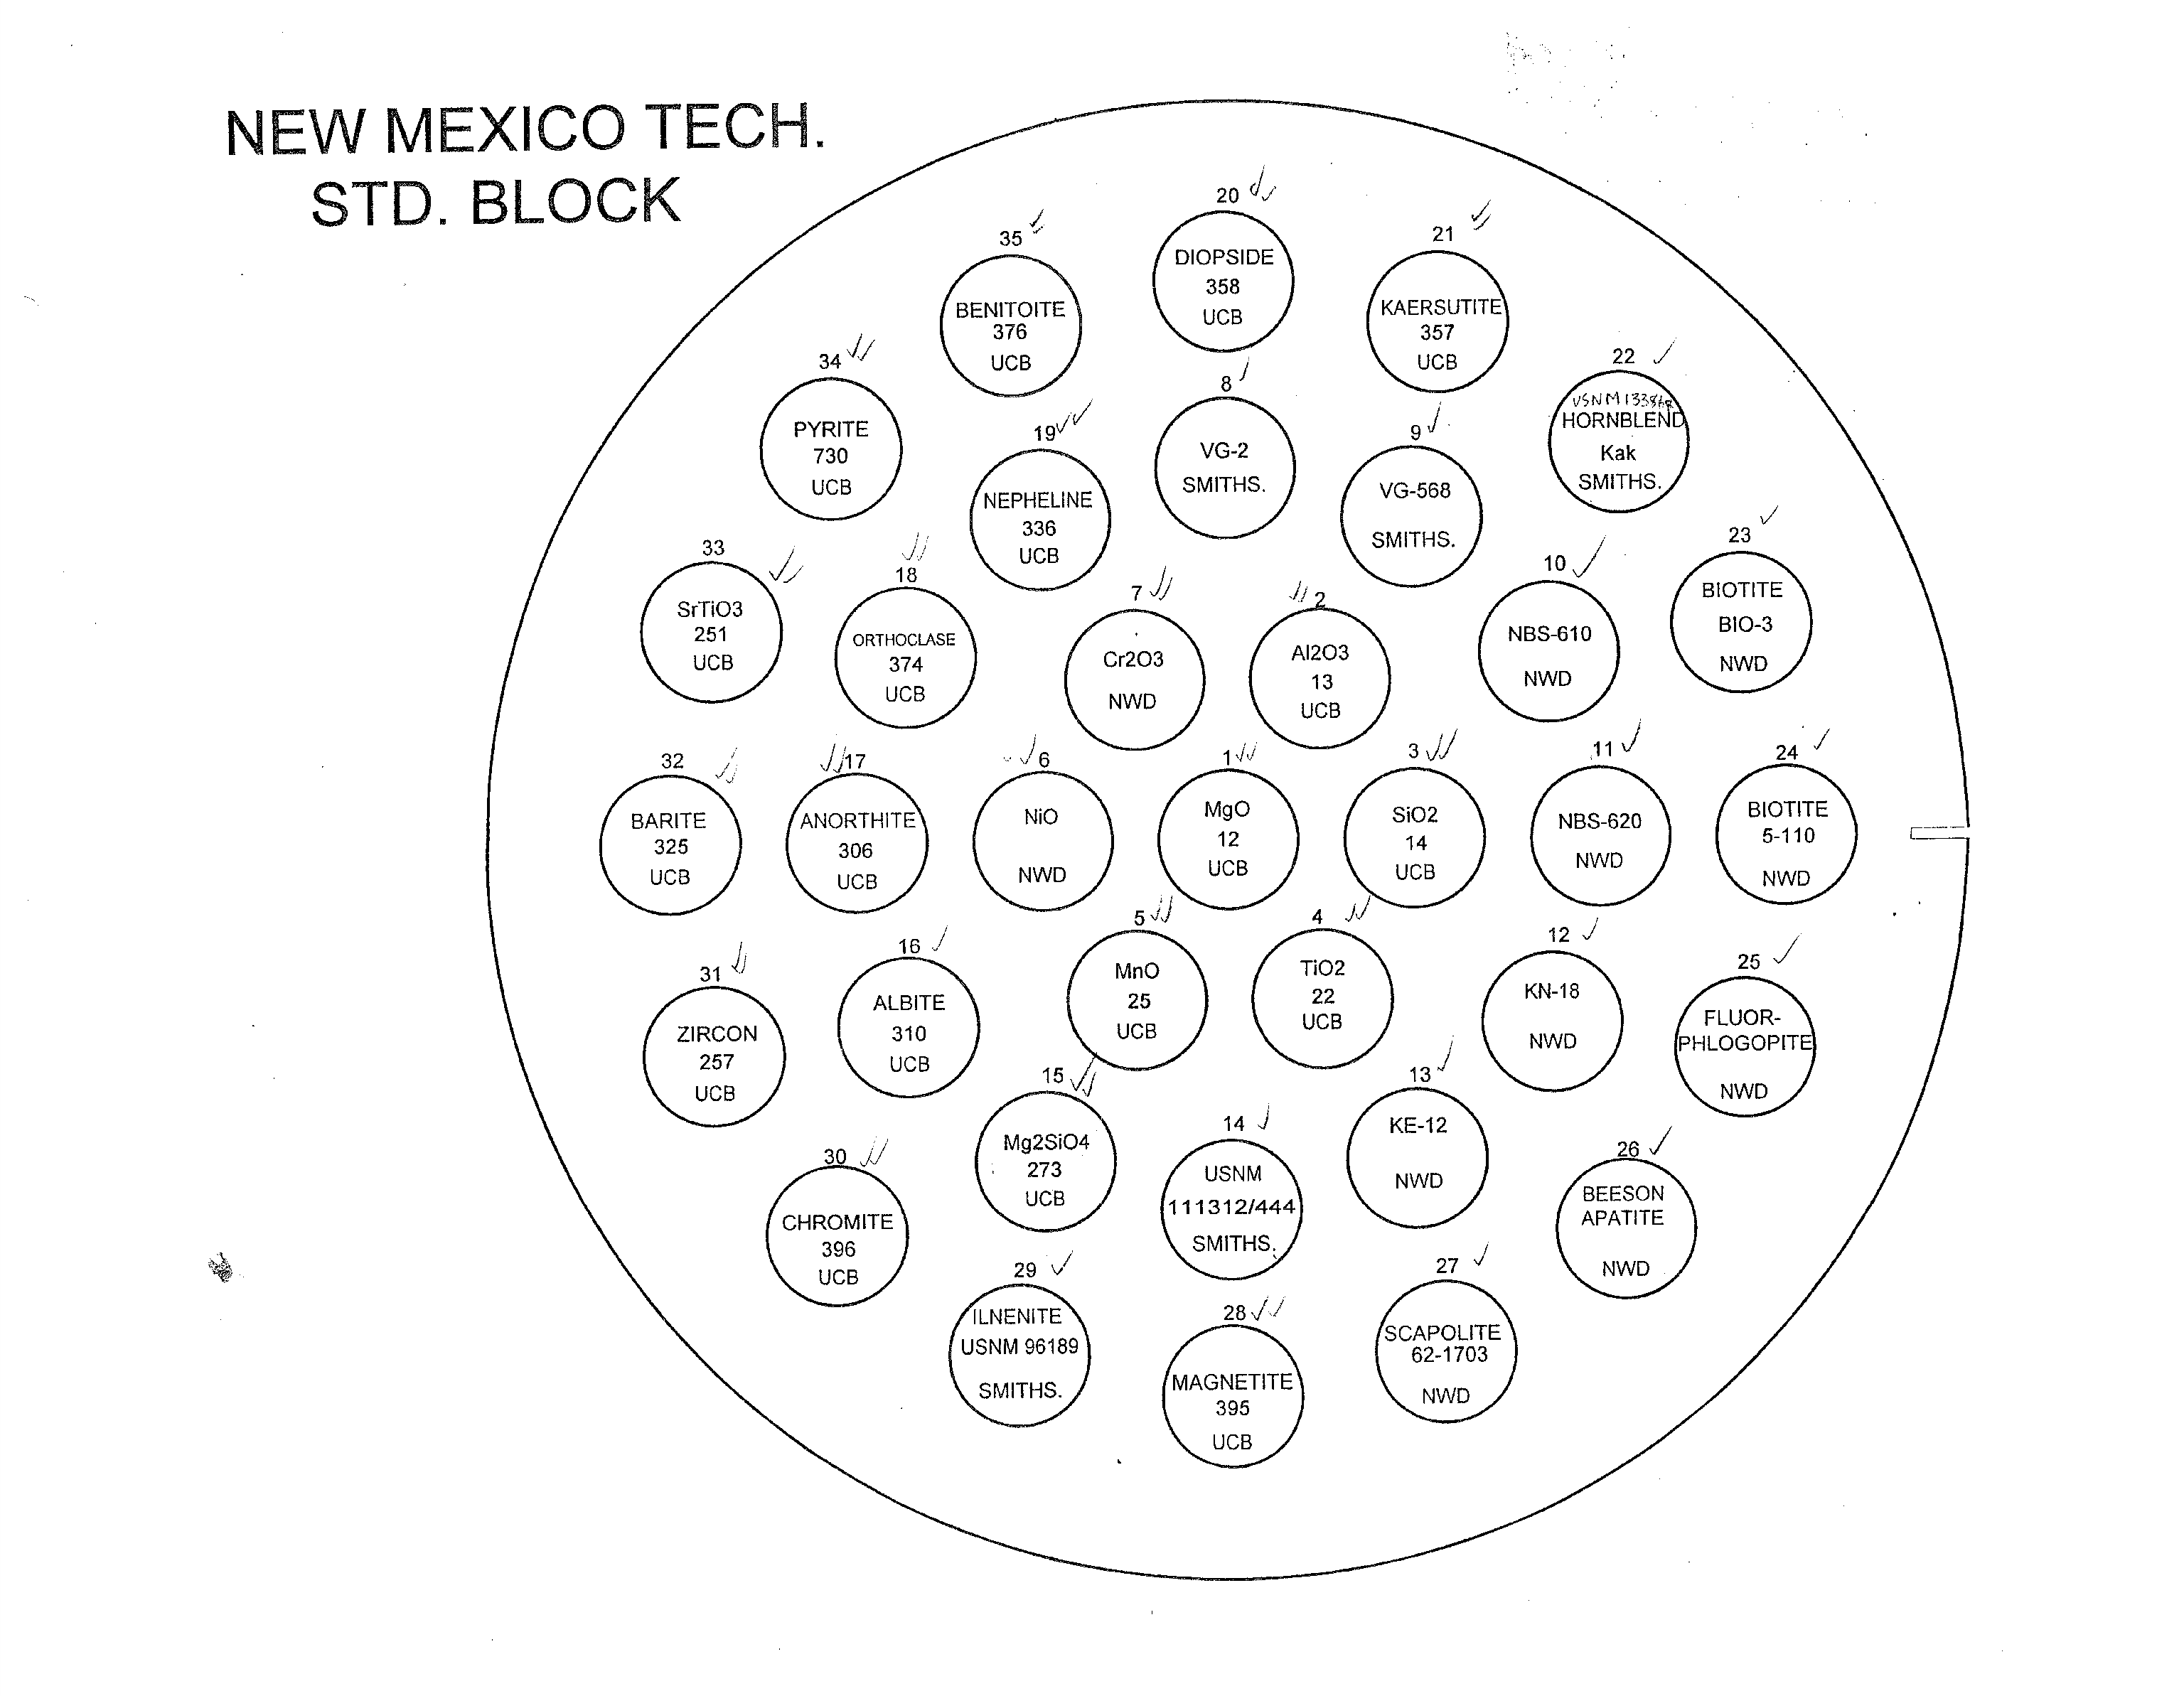 NEW MEXICO TECH.
STD. BLOCK
20
DIOPSIDE
358
UCB
35
BENITOITE
376
UCB
21
KAERSUTITE
357
UCB
34
PYRITE
730
UCB
22
HORNBLEND
Kak
SMITHS.
8
VG-2
SMITHS.
19
NEPHELINE
336
UCB
9
VG-568
SMITHS.
33
SrTiO3
251
UCB
18
ORTHOCLASE
374
UCB
7
Cr2O3
NWD
2
Al2O3
13
UCB
10
NBS-610
NWD
23
BIOTITE
BIO-3
NWD
32
BARITE
325
UCB
17
ANORTHITE
306
UCB
6
NiO
NWD
1
MgO
12
UCB
3
SiO2
14
UCB
11
NBS-620
NWD
24
BIOTITE
5-110
NWD
31
ZIRCON
257
UCB
16
ALBITE
310
UCB
5
MnO
25
UCB
4
TiO2
22
UCB
12
KN-18
NWD
25
FLUOR-
PHLOGOPITE
NWD
30
CHROMITE
396
UCB
15
Mg2SiO4
273
UCB
14
USNM
111312/444
SMITHS.
13
KE-12
NWD
26
BEESON
APATITE
NWD
29
ILNENITE
USNM 96189
SMITHS.
28
MAGNETITE
395
UCB
27
SCAPOLITE
62-1703
NWD